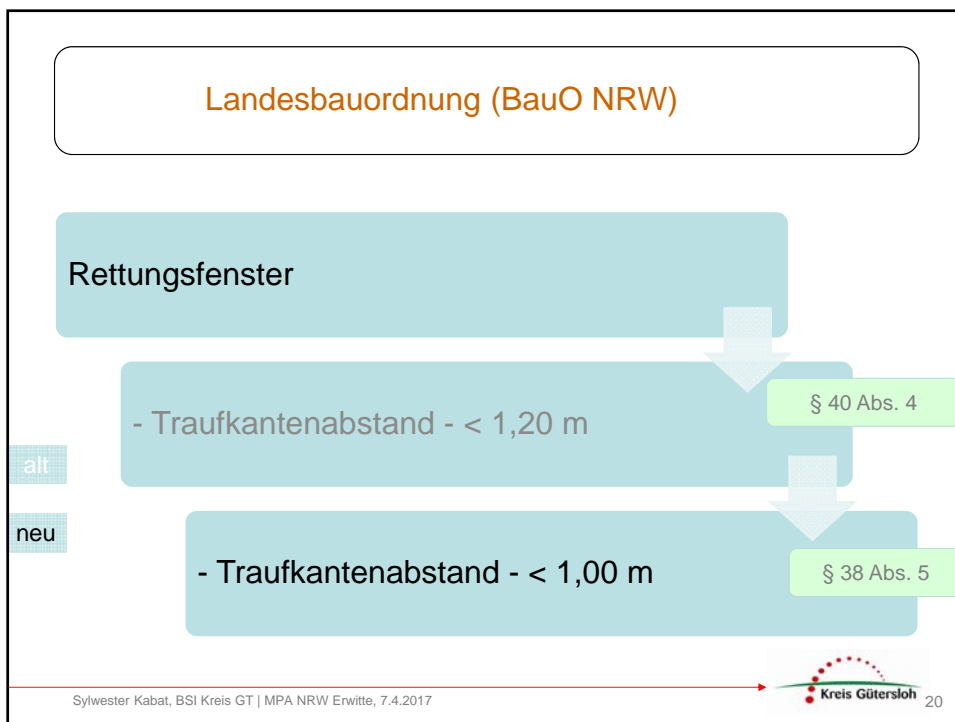 Landesbauordnung (BauO NRW)
Rettungsfenster
- Traufkantenabstand - < 1,20 m
§ 40 Abs. 4
alt
neu
- Traufkantenabstand - < 1,00 m
§ 38 Abs. 5
Sylwester Kabat, BSI Kreis GT | MPA NRW Erwitte, 7.4.2017
Kreis Gütersloh
20